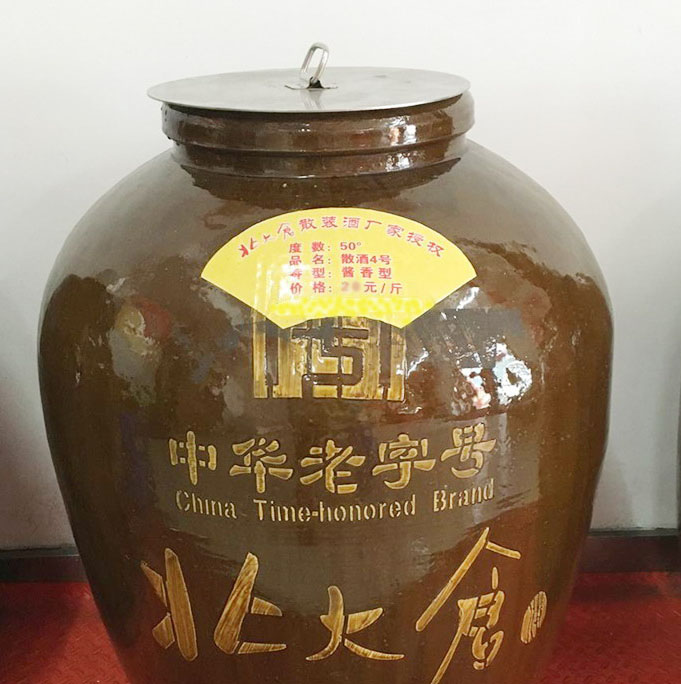 北大仓散装酒厂家授权
度数：50°
品名：散酒4号
香型：酱香型
价格：元/斤
中华老字号
China Time-honored Brand
北大仓